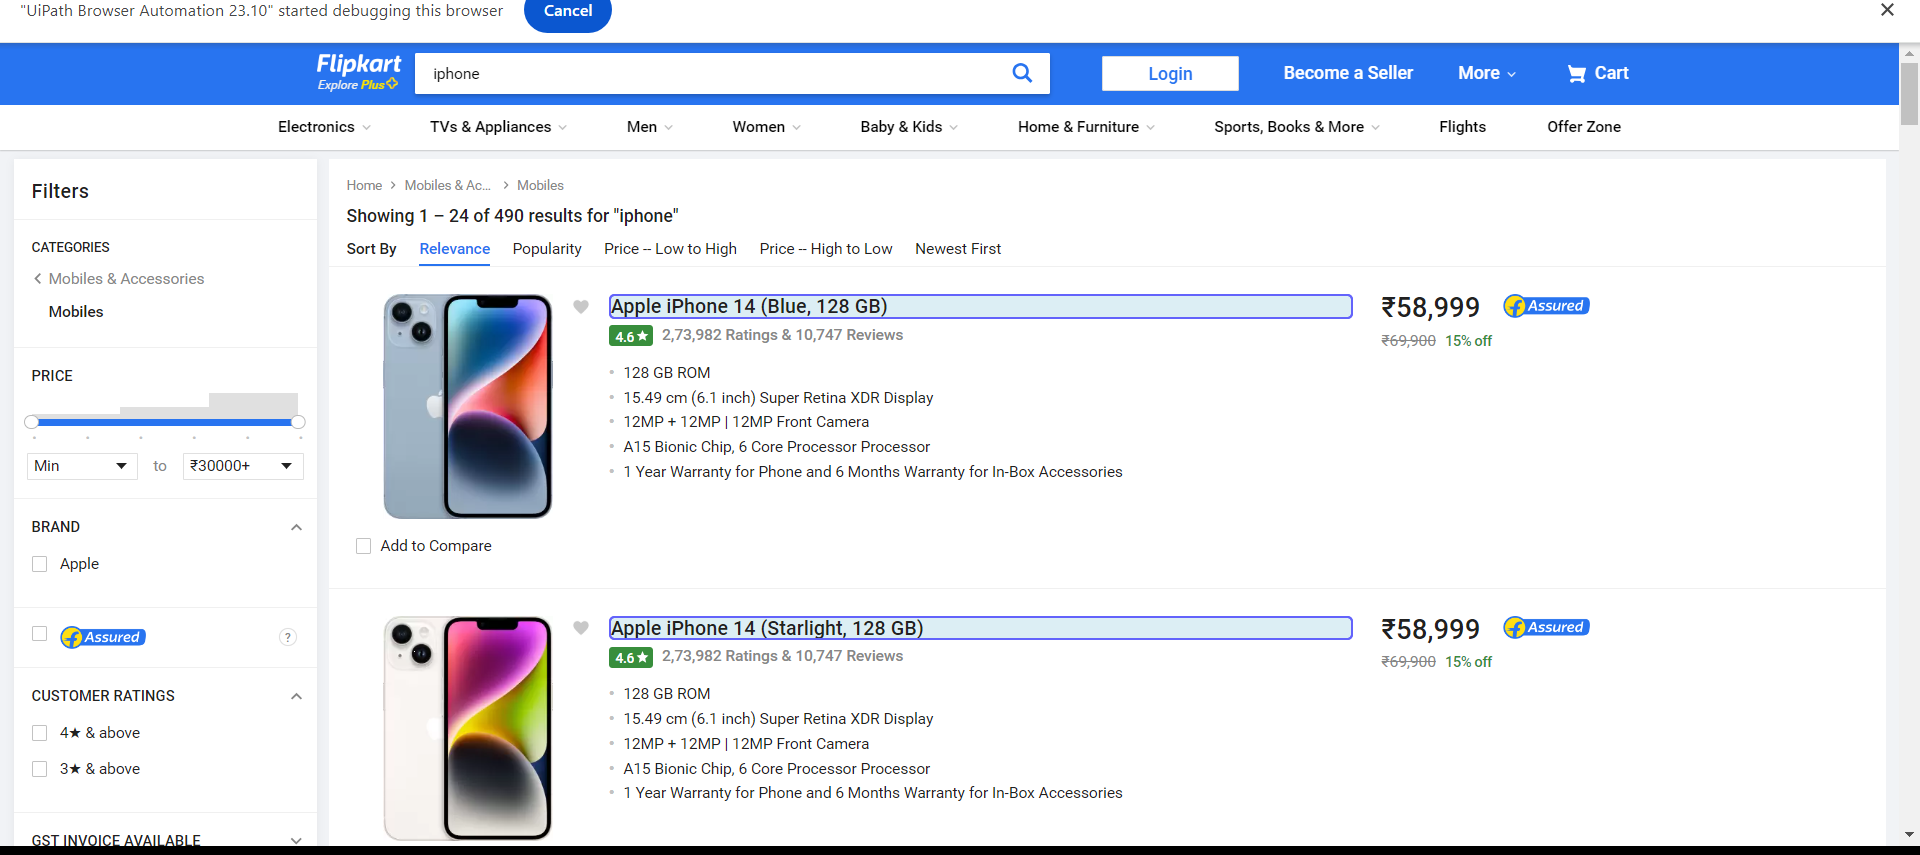 "UiPath Browser Automation 23.10" started debugging this browser
Cancel
Flipkart
Explore Plus
iphone
Login
Become a Seller
More
Cart
Electronics
TVs & Appliances
Men
Women
Baby & Kids
Home & Furniture
Sports, Books & More
Flights
Offer Zone
Filters
CATEGORIES
Mobiles & Accessories
Mobiles
PRICE
Min
to
₹30000+
BRAND
Apple
Assured
?
CUSTOMER RATINGS
4★ & above
3★ & above
GST INVOICE AVAILABLE
Home
Mobiles & Ac...
Mobiles
Showing 1 – 24 of 490 results for "iphone"
Sort By
Relevance
Popularity
Price -- Low to High
Price -- High to Low
Newest First
Apple iPhone 14 (Blue, 128 GB)
4.6★ 2,73,982 Ratings & 10,747 Reviews
128 GB ROM
15.49 cm (6.1 inch) Super Retina XDR Display
12MP + 12MP | 12MP Front Camera
A15 Bionic Chip, 6 Core Processor Processor
1 Year Warranty for Phone and 6 Months Warranty for In-Box Accessories
₹58,999
Assured
₹69,900 15% off
Add to Compare
Apple iPhone 14 (Starlight, 128 GB)
4.6★ 2,73,982 Ratings & 10,747 Reviews
128 GB ROM
15.49 cm (6.1 inch) Super Retina XDR Display
12MP + 12MP | 12MP Front Camera
A15 Bionic Chip, 6 Core Processor Processor
1 Year Warranty for Phone and 6 Months Warranty for In-Box Accessories
₹58,999
Assured
₹69,900 15% off